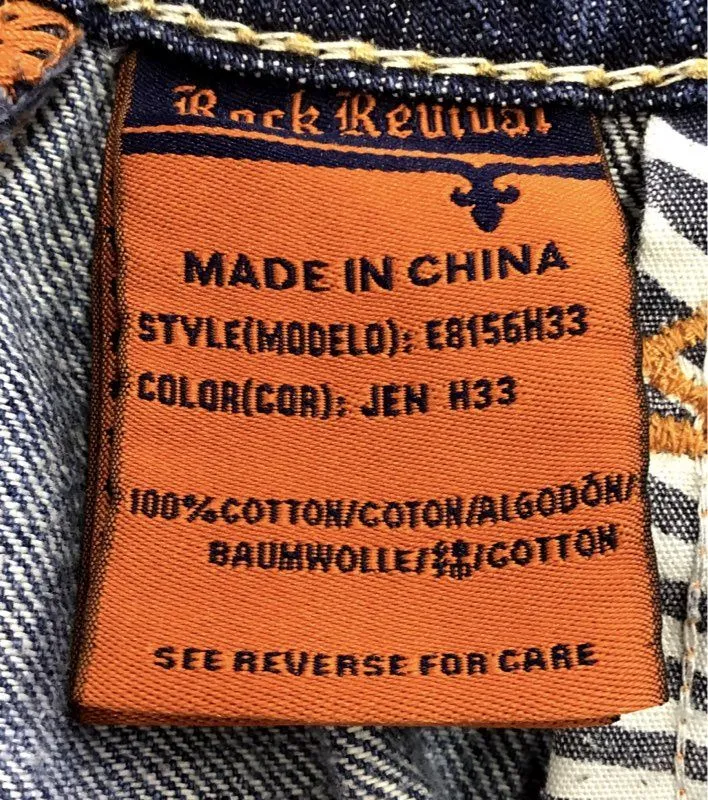 Rock Revival
MADE IN CHINA
STYLE(MODELO): E8156H33
COLOR(COR): JEN H33
100%COTTON/COTON/ALGODÓN/
BAUMWOLLE/綿/COTTON
SEE REVERSE FOR CARE